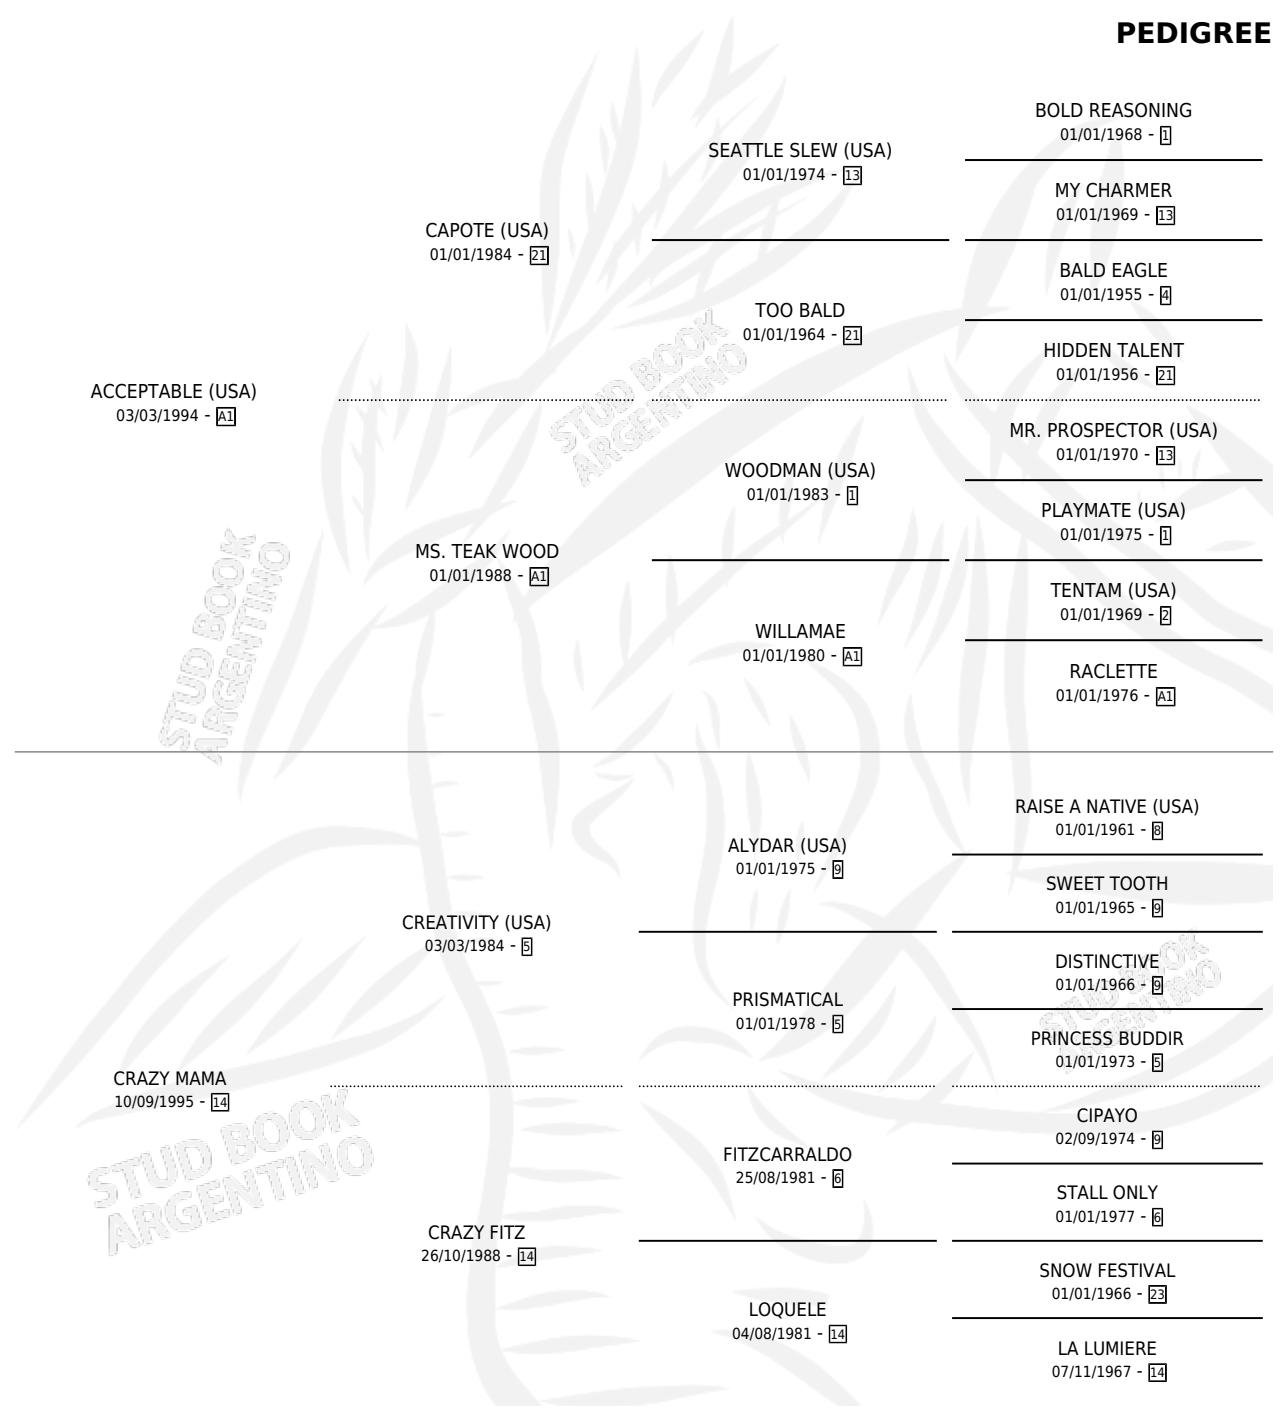 PEDIGREE
BOLD REASONING
01/01/1968 - 1
SEATTLE SLEW (USA)
01/01/1974 - 13
MY CHARMER
01/01/1969 - 13
CAPOTE (USA)
01/01/1984 - 21
BALD EAGLE
01/01/1955 - 4
TOO BALD
01/01/1964 - 21
HIDDEN TALENT
01/01/1956 - 21
ACCEPTABLE (USA)
03/03/1994 - A1
MR. PROSPECTOR (USA)
01/01/1970 - 13
WOODMAN (USA)
01/01/1983 - 1
PLAYMATE (USA)
01/01/1975 - 1
MS. TEAK WOOD
01/01/1988 - A1
TENTAM (USA)
01/01/1969 - 2
WILLAMAE
01/01/1980 - A1
RACLETTE
01/01/1976 - A1
RAISE A NATIVE (USA)
01/01/1961 - 8
ALYDAR (USA)
01/01/1975 - 9
SWEET TOOTH
01/01/1965 - 9
CREATIVITY (USA)
03/03/1984 - 5
DISTINCTIVE
01/01/1966 - 9
PRISMATICAL
01/01/1978 - 5
PRINCESS BUDDIR
01/01/1973 - 5
CRAZY MAMA
10/09/1995 - 14
CIPAYO
02/09/1974 - 9
FITZCARRALDO
25/08/1981 - 6
STALL ONLY
01/01/1977 - 6
CRAZY FITZ
26/10/1988 - 14
SNOW FESTIVAL
01/01/1966 - 23
LOQUELE
04/08/1981 - 14
LA LUMIERE
07/11/1967 - 14
STUD BOOK
ARGENTINO
STUD BOOK
ARGENTINO
STUD BOOK
ARGENTINO
STUD BOOK
ARGENTINO